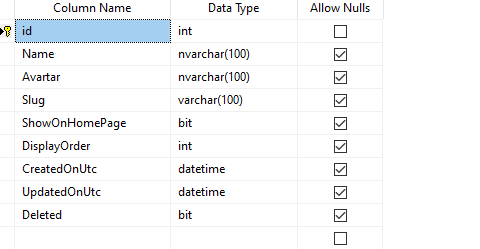 Column Name Data Type Allow Nulls
id int
Name nvarchar(100)
Avartar nvarchar(100)
Slug varchar(100)
ShowOnHomePage bit
DisplayOrder int
CreatedOnUtc datetime
UpdatedOnUtc datetime
Deleted bit